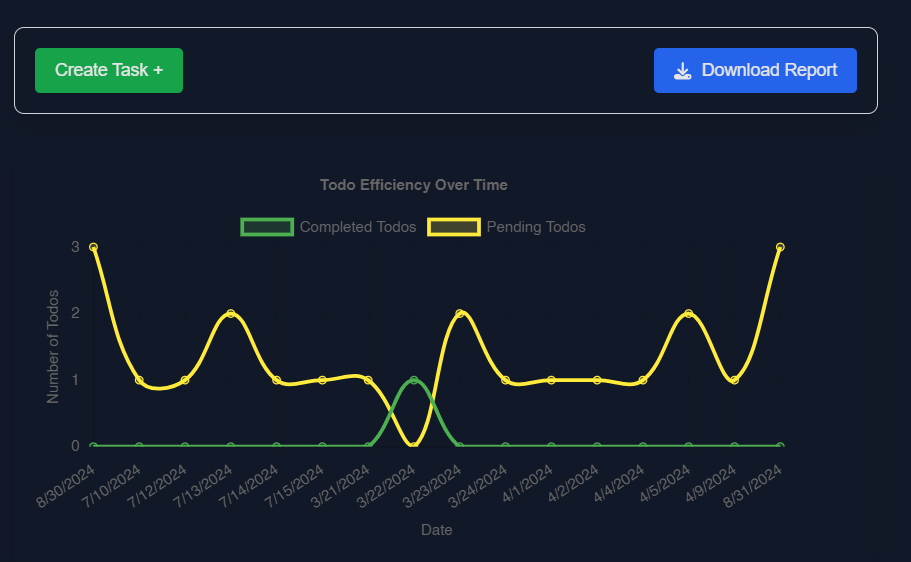 Create Task +
Download Report
Todo Efficiency Over Time
Completed Todos
Pending Todos
Number of Todos
3
2
1
0
8/30/2024
7/10/2024
7/12/2024
7/13/2024
7/14/2024
7/15/2024
3/21/2024
3/22/2024
3/23/2024
3/24/2024
4/1/2024
4/2/2024
4/4/2024
4/5/2024
4/9/2024
8/31/2024
Date